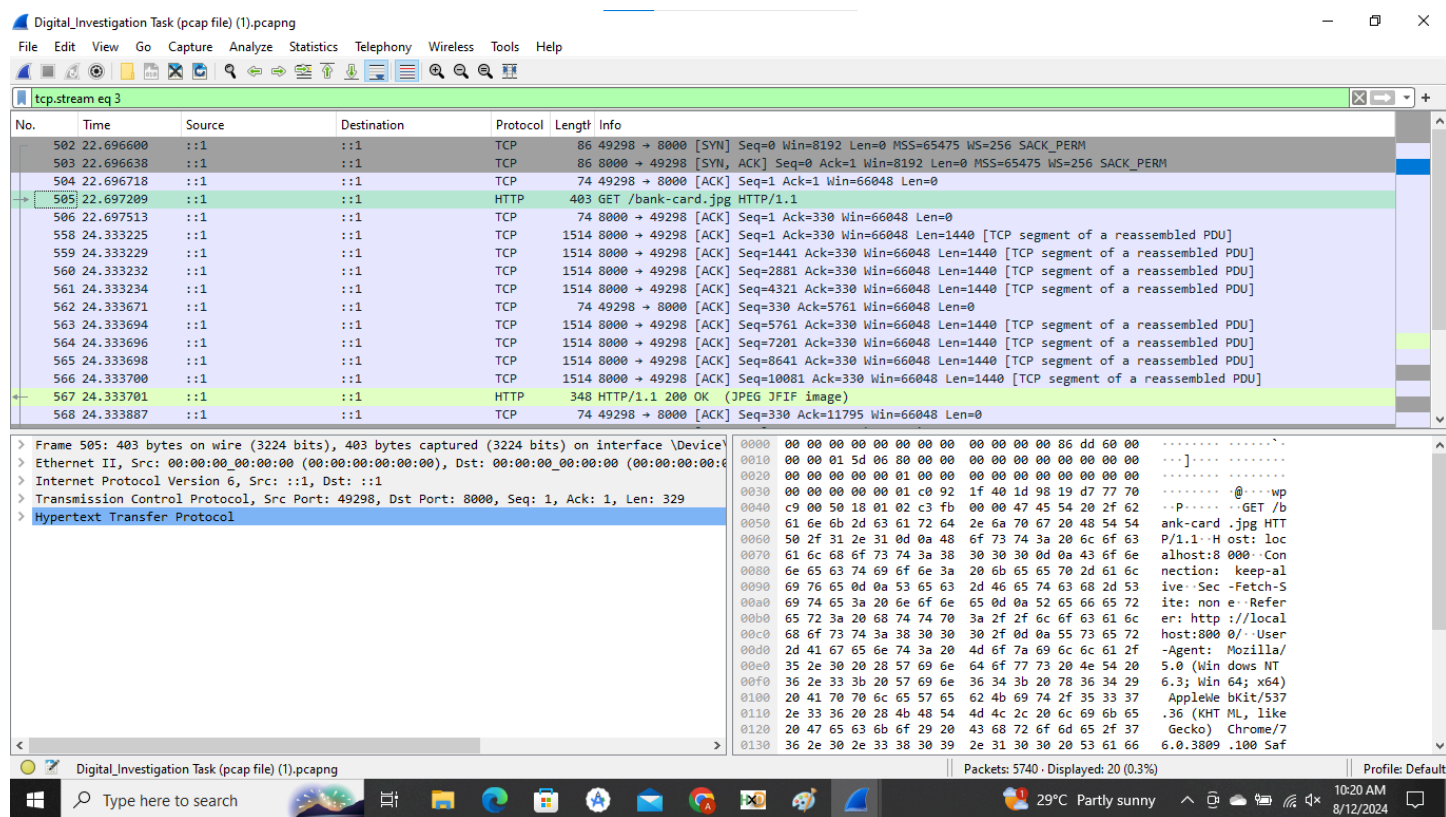 Digital_Investigation Task (pcap file) (1).pcapng
File Edit View Go Capture Analyze Statistics Telephony Wireless Tools Help
tcp.stream eq 3
No. Time Source Destination Protocol Length Info
502 22.696600 ::1 ::1 TCP 86 49298 → 8000 [SYN] Seq=0 Win=8192 Len=0 MSS=65475 WS=256 SACK_PERM
503 22.696638 ::1 ::1 TCP 86 8000 → 49298 [SYN, ACK] Seq=0 Ack=1 Win=8192 Len=0 MSS=65475 WS=256 SACK_PERM
504 22.696718 ::1 ::1 TCP 74 49298 → 8000 [ACK] Seq=1 Ack=1 Win=66048 Len=0
505 22.697209 ::1 ::1 HTTP 403 GET /bank-card.jpg HTTP/1.1
506 22.697513 ::1 ::1 TCP 74 8000 → 49298 [ACK] Seq=1 Ack=330 Win=66048 Len=0
558 24.333225 ::1 ::1 TCP 1514 8000 → 49298 [ACK] Seq=1 Ack=330 Win=66048 Len=1440 [TCP segment of a reassembled PDU]
559 24.333229 ::1 ::1 TCP 1514 8000 → 49298 [ACK] Seq=1441 Ack=330 Win=66048 Len=1440 [TCP segment of a reassembled PDU]
560 24.333232 ::1 ::1 TCP 1514 8000 → 49298 [ACK] Seq=2881 Ack=330 Win=66048 Len=1440 [TCP segment of a reassembled PDU]
561 24.333234 ::1 ::1 TCP 1514 8000 → 49298 [ACK] Seq=4321 Ack=330 Win=66048 Len=1440 [TCP segment of a reassembled PDU]
562 24.333671 ::1 ::1 TCP 74 49298 → 8000 [ACK] Seq=330 Ack=5761 Win=66048 Len=0
563 24.333694 ::1 ::1 TCP 1514 8000 → 49298 [ACK] Seq=5761 Ack=330 Win=66048 Len=1440 [TCP segment of a reassembled PDU]
564 24.333696 ::1 ::1 TCP 1514 8000 → 49298 [ACK] Seq=7201 Ack=330 Win=66048 Len=1440 [TCP segment of a reassembled PDU]
565 24.333698 ::1 ::1 TCP 1514 8000 → 49298 [ACK] Seq=8641 Ack=330 Win=66048 Len=1440 [TCP segment of a reassembled PDU]
566 24.333700 ::1 ::1 TCP 1514 8000 → 49298 [ACK] Seq=10081 Ack=330 Win=66048 Len=1440 [TCP segment of a reassembled PDU]
567 24.333701 ::1 ::1 HTTP 348 HTTP/1.1 200 OK (JPEG JFIF image)
568 24.333887 ::1 ::1 TCP 74 49298 → 8000 [ACK] Seq=330 Ack=11795 Win=66048 Len=0
Frame 505: 403 bytes on wire (3224 bits), 403 bytes captured (3224 bits) on interface \Device\
Ethernet II, Src: 00:00:00_00:00:00 (00:00:00:00:00:00), Dst: 00:00:00_00:00:00 (00:00:00:00:0
Internet Protocol Version 6, Src: ::1, Dst: ::1
Transmission Control Protocol, Src Port: 49298, Dst Port: 8000, Seq: 1, Ack: 1, Len: 329
Hypertext Transfer Protocol
0000 00 00 00 00 00 00 00 00 00 00 00 00 86 dd 60 00 ········ ······`·
0010 00 00 01 5d 06 80 00 00 00 00 00 00 00 00 00 00 ···]···· ········
0020 00 00 00 00 00 01 00 00 00 00 00 00 00 00 00 00 ········ ········
0030 00 00 00 00 00 01 c0 92 1f 40 1d 98 19 d7 77 70 ········ ·@····wp
0040 c9 00 50 18 01 02 c3 fb 00 00 47 45 54 20 2f 62 ··P····· ··GET /b
0050 61 6e 6b 2d 63 61 72 64 2e 6a 70 67 20 48 54 54 ank-card .jpg HTT
0060 50 2f 31 2e 31 0d 0a 48 6f 73 74 3a 20 6c 6f 63 P/1.1··H ost: loc
0070 61 6c 68 6f 73 74 3a 38 30 30 30 0d 0a 43 6f 6e alhost:8 000··Con
0080 6e 65 63 74 69 6f 6e 3a 20 6b 65 65 70 2d 61 6c nection: keep-al
0090 69 76 65 0d 0a 53 65 63 2d 46 65 74 63 68 2d 53 ive··Sec -Fetch-S
00a0 69 74 65 3a 20 6e 6f 6e 65 0d 0a 52 65 66 65 72 ite: non e··Refer
00b0 65 72 3a 20 68 74 74 70 3a 2f 2f 6c 6f 63 61 6c er: http ://local
00c0 68 6f 73 74 3a 38 30 30 30 2f 0d 0a 55 73 65 72 host:800 0/··User
00d0 2d 41 67 65 6e 74 3a 20 4d 6f 7a 69 6c 6c 61 2f -Agent: Mozilla/
00e0 35 2e 30 20 28 57 69 6e 64 6f 77 73 20 4e 54 20 5.0 (Win dows NT
00f0 36 2e 33 3b 20 57 69 6e 36 34 3b 20 78 36 34 29 6.3; Win 64; x64)
0100 20 41 70 70 6c 65 57 65 62 4b 69 74 2f 35 33 37 AppleWe bKit/537
0110 2e 33 36 20 28 4b 48 54 4d 4c 2c 20 6c 69 6b 65 .36 (KHT ML, like
0120 20 47 65 63 6b 6f 29 20 43 68 72 6f 6d 65 2f 37 Gecko) Chrome/7
0130 36 2e 30 2e 33 38 30 39 2e 31 30 30 20 53 61 66 6.0.3809 .100 Saf
Digital_Investigation Task (pcap file) (1).pcapng Packets: 5740 · Displayed: 20 (0.3%) Profile: Default
Type here to search 1 29°C Partly sunny 10:20 AM
8/12/2024